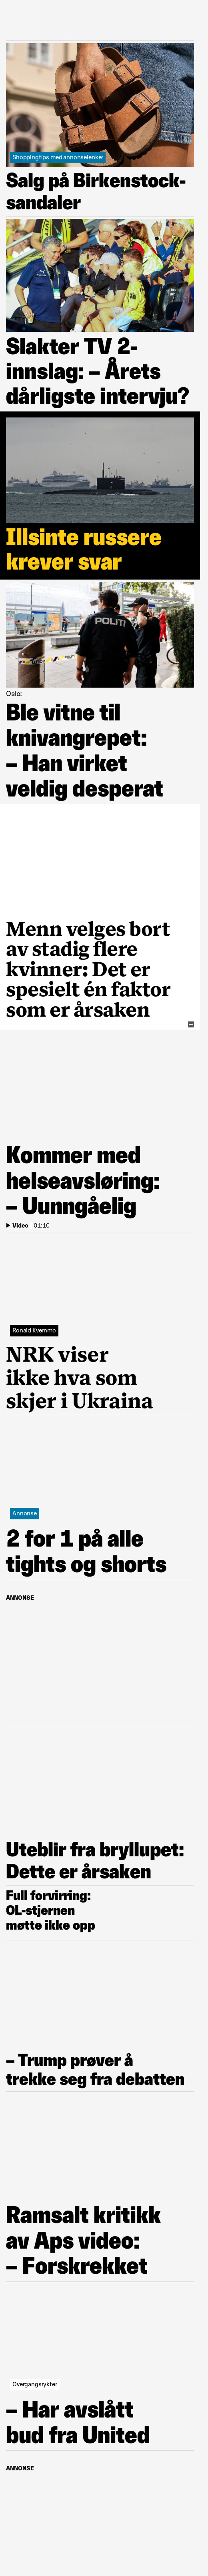 Shoppingtips med annonselenker
Salg på Birkenstock-
sandaler
Slakter TV 2-
innslag: – Årets
dårligste intervju?
Illsinte russere
krever svar
POLITI
Oslo:
Ble vitne til
knivangrepet:
– Han virket
veldig desperat
Menn velges bort
av stadig flere
kvinner: Det er
spesielt én faktor
som er årsaken
Kommer med
helseavsløring:
– Uunngåelig
Video | 01:10
Ronald Kvernmo
NRK viser
ikke hva som
skjer i Ukraina
Annonse
2 for 1 på alle
tights og shorts
ANNONSE
Uteblir fra bryllupet:
Dette er årsaken
Full forvirring:
OL-stjernen
møtte ikke opp
– Trump prøver å
trekke seg fra debatten
Ramsalt kritikk
av Aps video:
– Forskrekket
Overgangsrykter
– Har avslått
bud fra United
ANNONSE